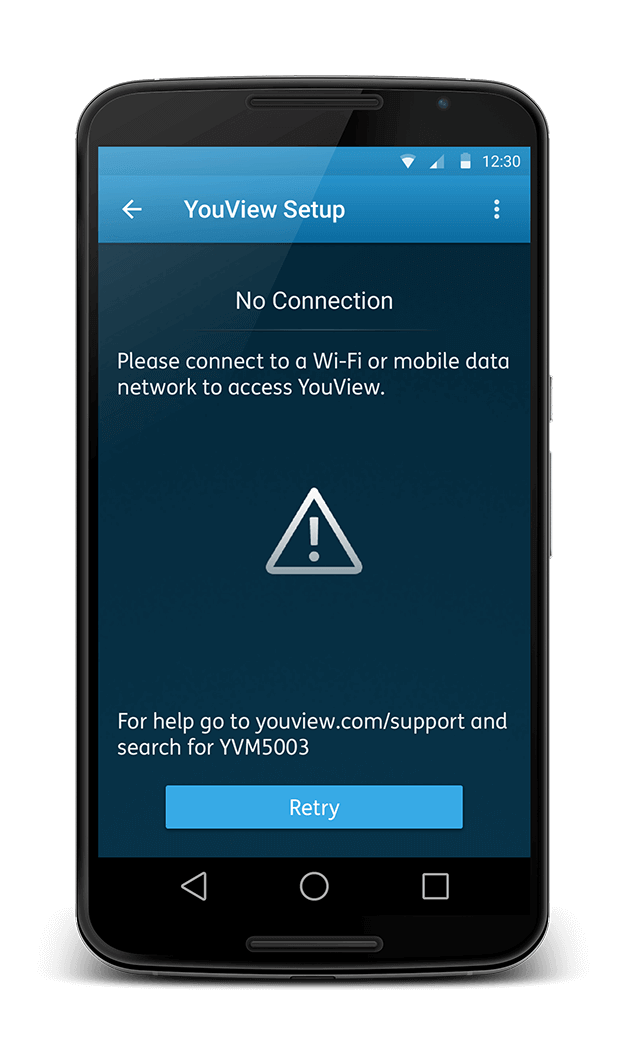 12:30
YouView Setup
No Connection
Please connect to a Wi-Fi or mobile data
network to access YouView.
For help go to youview.com/support and
search for YVM5003
Retry